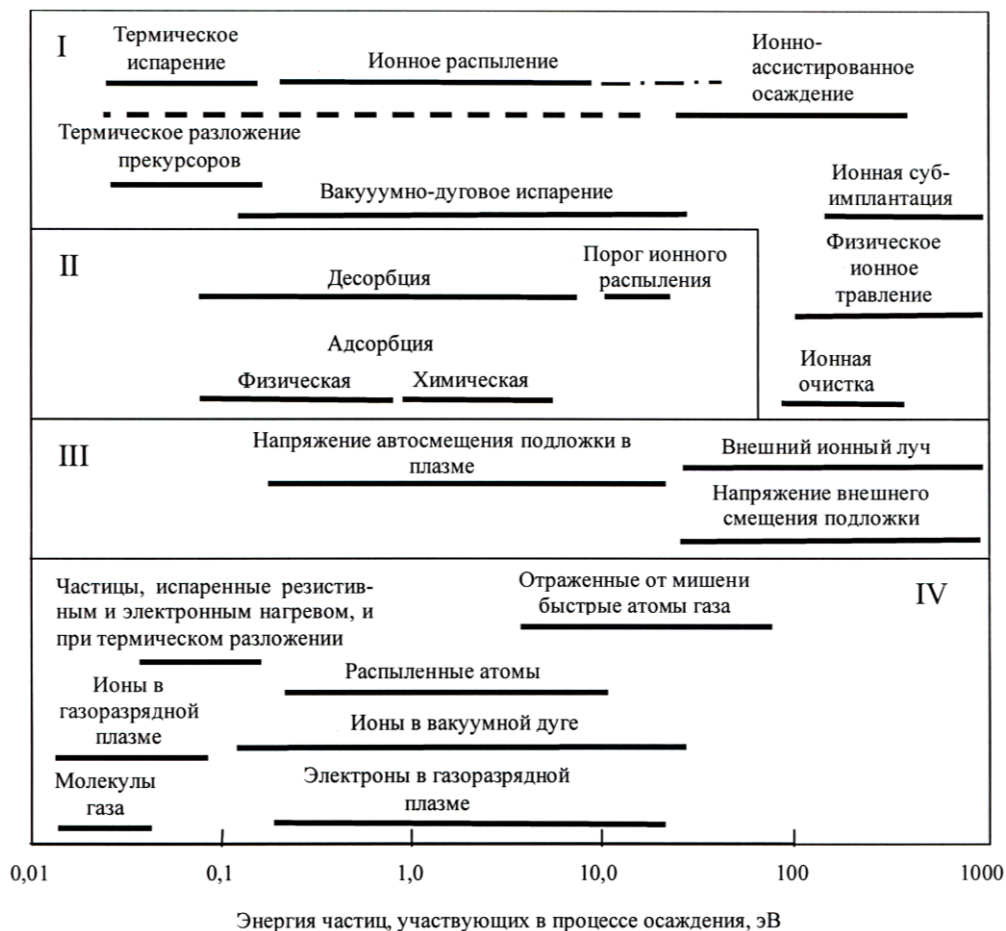 I
Термическое
испарение
Ионное распыление
Ионно-
ассистированное
осаждение
Термическое разложение
прекурсоров
Вакууумно-дуговое испарение
Ионная суб-
имплантация
II
Десорбция
Порог ионного
распыления
Физическое
ионное
травление
Адсорбция
Физическая
Химическая
Ионная
очистка
III
Напряжение автосмещения подложки в
плазме
Внешний ионный луч
Напряжение внешнего
смещения подложки
IV
Частицы, испаренные резистив-
ным и электронным нагревом, и
при термическом разложении
Отраженные от мишени
быстрые атомы газа
Распыленные атомы
Ионы в
газоразрядной
плазме
Ионы в вакуумной дуге
Молекулы
газа
Электроны в газоразрядной
плазме
0,01 0,1 1,0 10,0 100 1000
Энергия частиц, участвующих в процессе осаждения, эВ